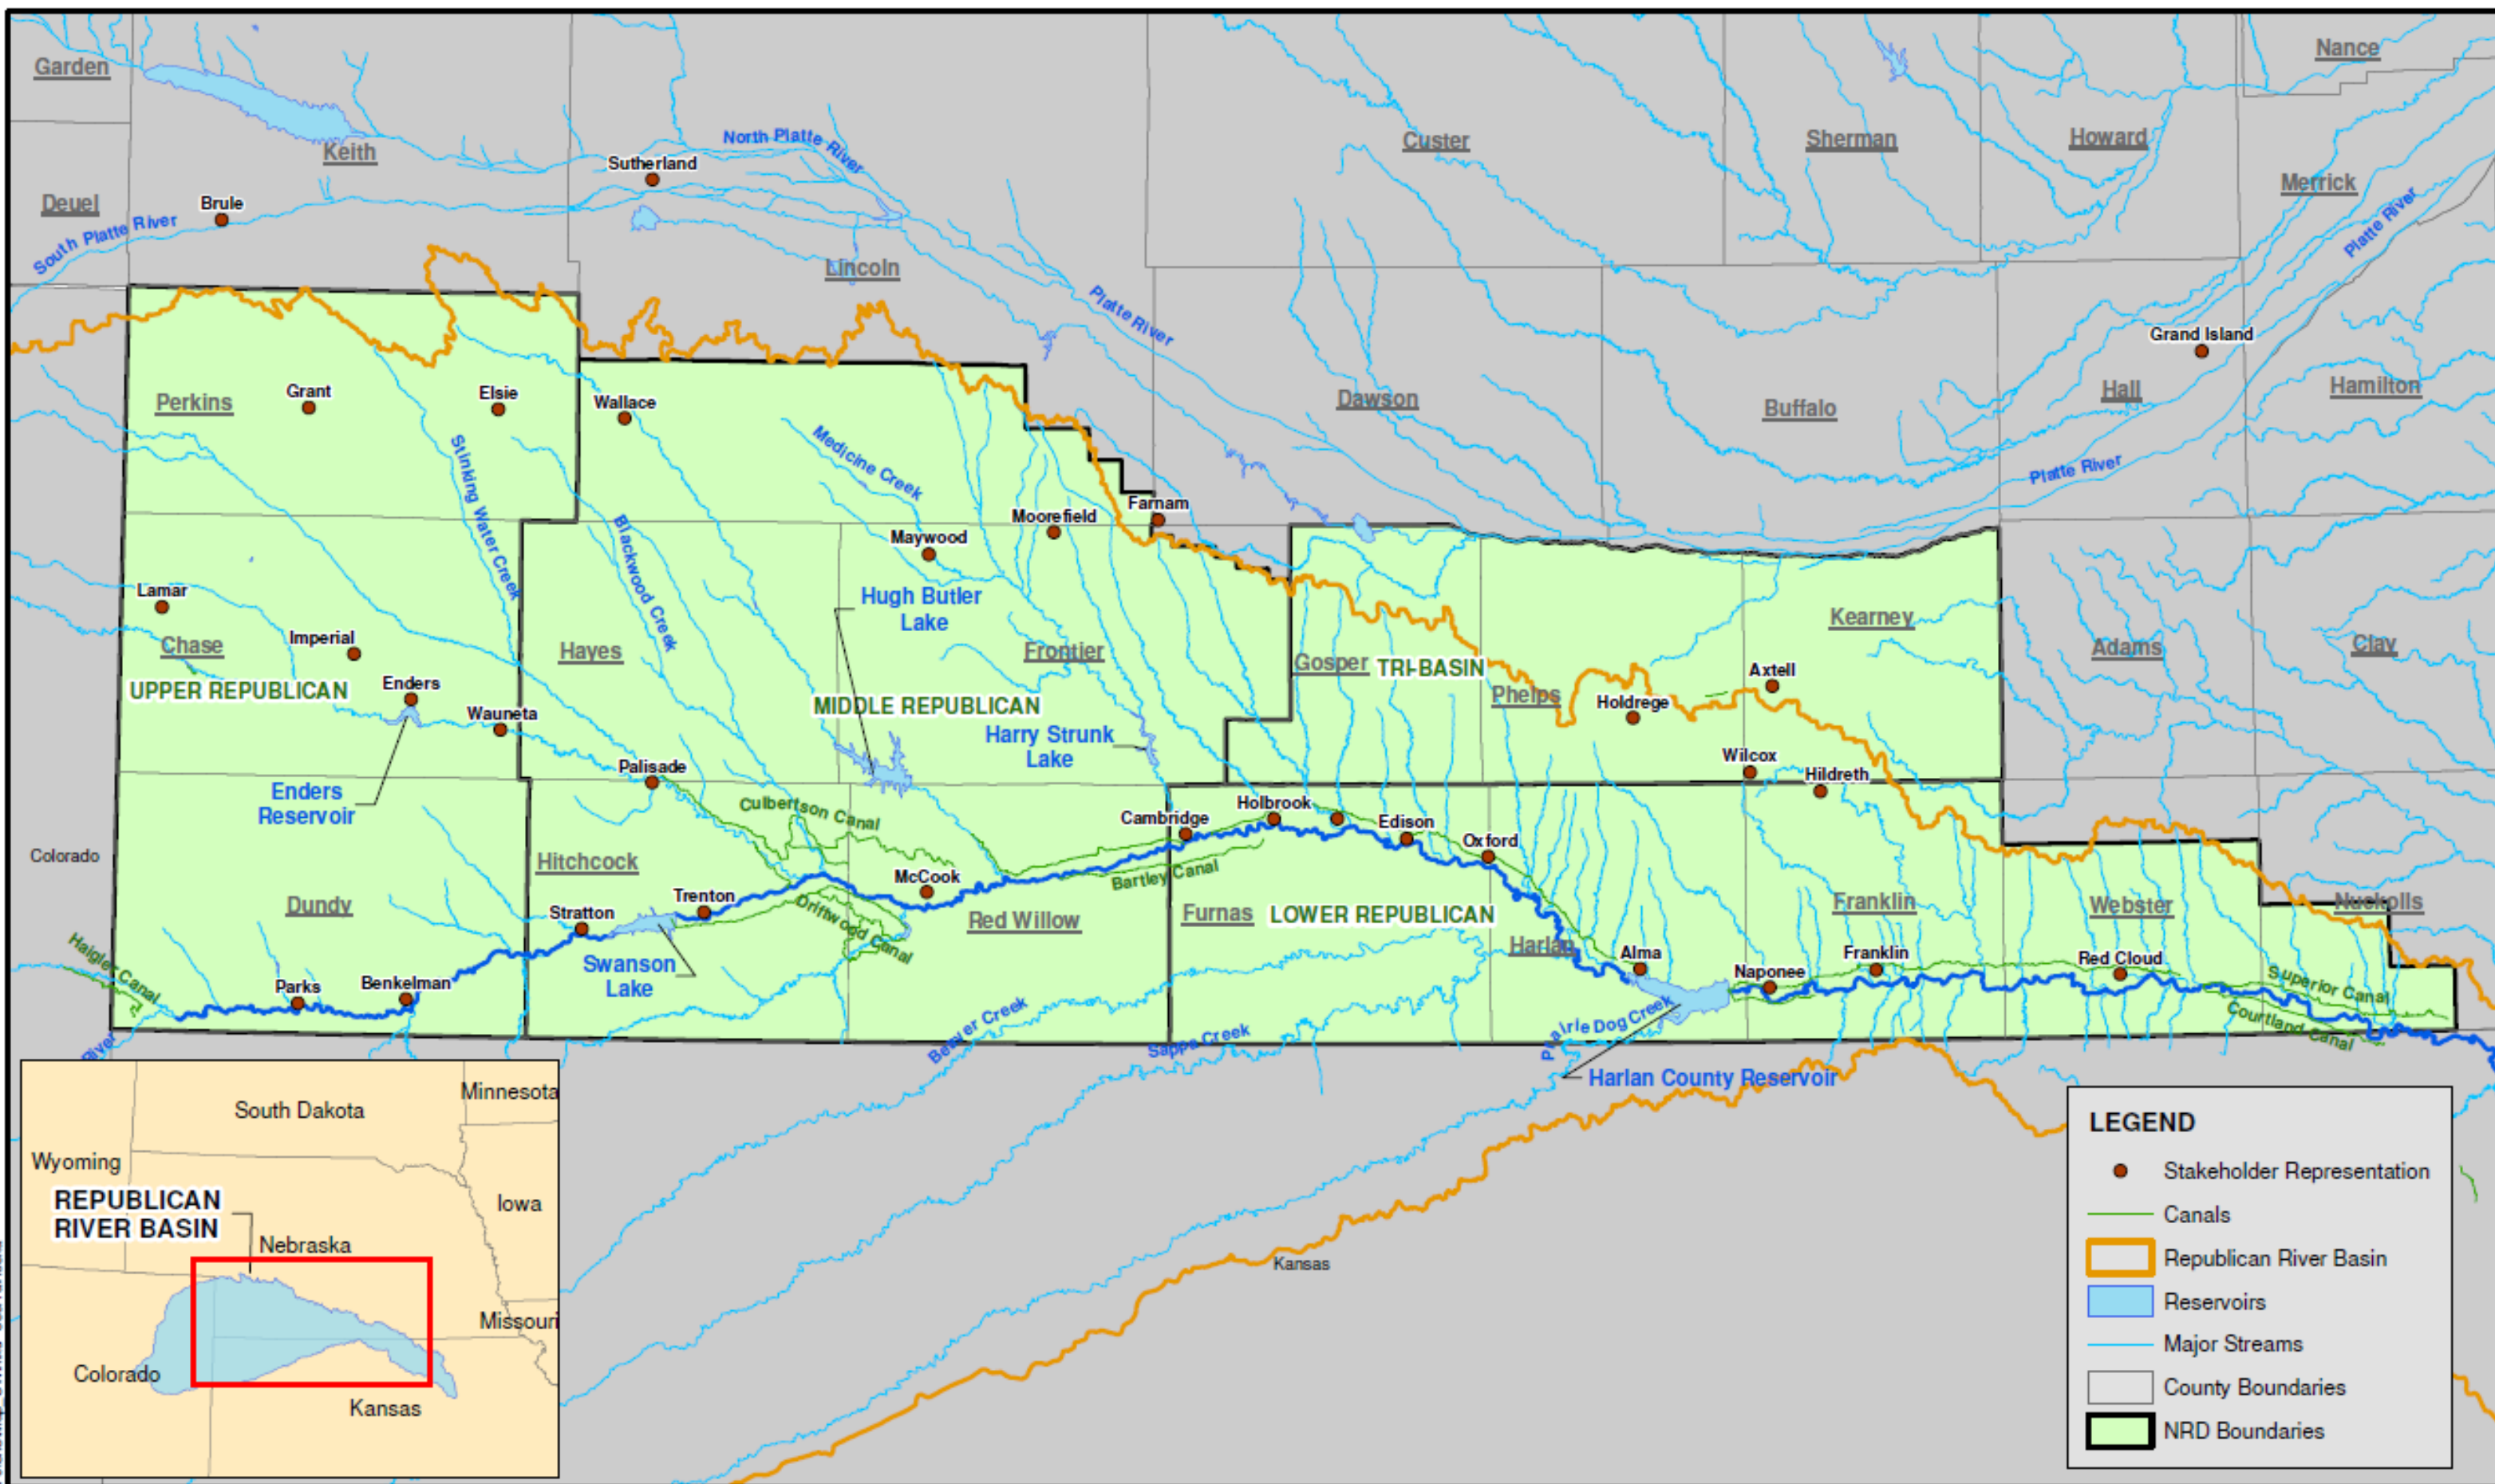 Garden
Nance
Keith
Custer
Sherman
Howard
North Platte River
Sutherland
Merrick
Deuel
Brule
South Platte River
Platte River
Lincoln
Platte River
Grand Island
Perkins
Grant
Elsie
Wallace
Dawson
Buffalo
Hall
Hamilton
Stinking Water Creek
Medicine Creek
Platte River
Blackwood Creek
Moorefield
Farnam
Maywood
Lamar
Hugh Butler
Lake
Kearney
Imperial
Chase
Hayes
Frontier
Gosper
TRI-BASIN
Adams
Clay
UPPER REPUBLICAN
Enders
MIDDLE REPUBLICAN
Phelps
Holdrege
Axtell
Wauneta
Harry Strunk
Lake
Palisade
Wilcox
Hildreth
Enders
Reservoir
Culbertson Canal
Cambridge
Holbrook
Edison
Oxford
Colorado
Hitchcock
McCook
Bartley Canal
Dundy
Trenton
Stratton
Driftwood Canal
Red Willow
Furnas
LOWER REPUBLICAN
Franklin
Webster
Nuckolls
Harlan
Alma
Naponee
Franklin
Red Cloud
Haigler Canal
Swanson
Lake
Parks
Benkelman
Superior Canal
Courtland Canal
Beaver Creek
Sappa Creek
Prairie Dog Creek
River
Harlan County Reservoir
Kansas
South Dakota
Minnesota
Wyoming
REPUBLICAN
RIVER BASIN
Iowa
Nebraska
Missouri
Colorado
Kansas
LEGEND
Stakeholder Representation
Canals
Republican River Basin
Reservoirs
Major Streams
County Boundaries
NRD Boundaries